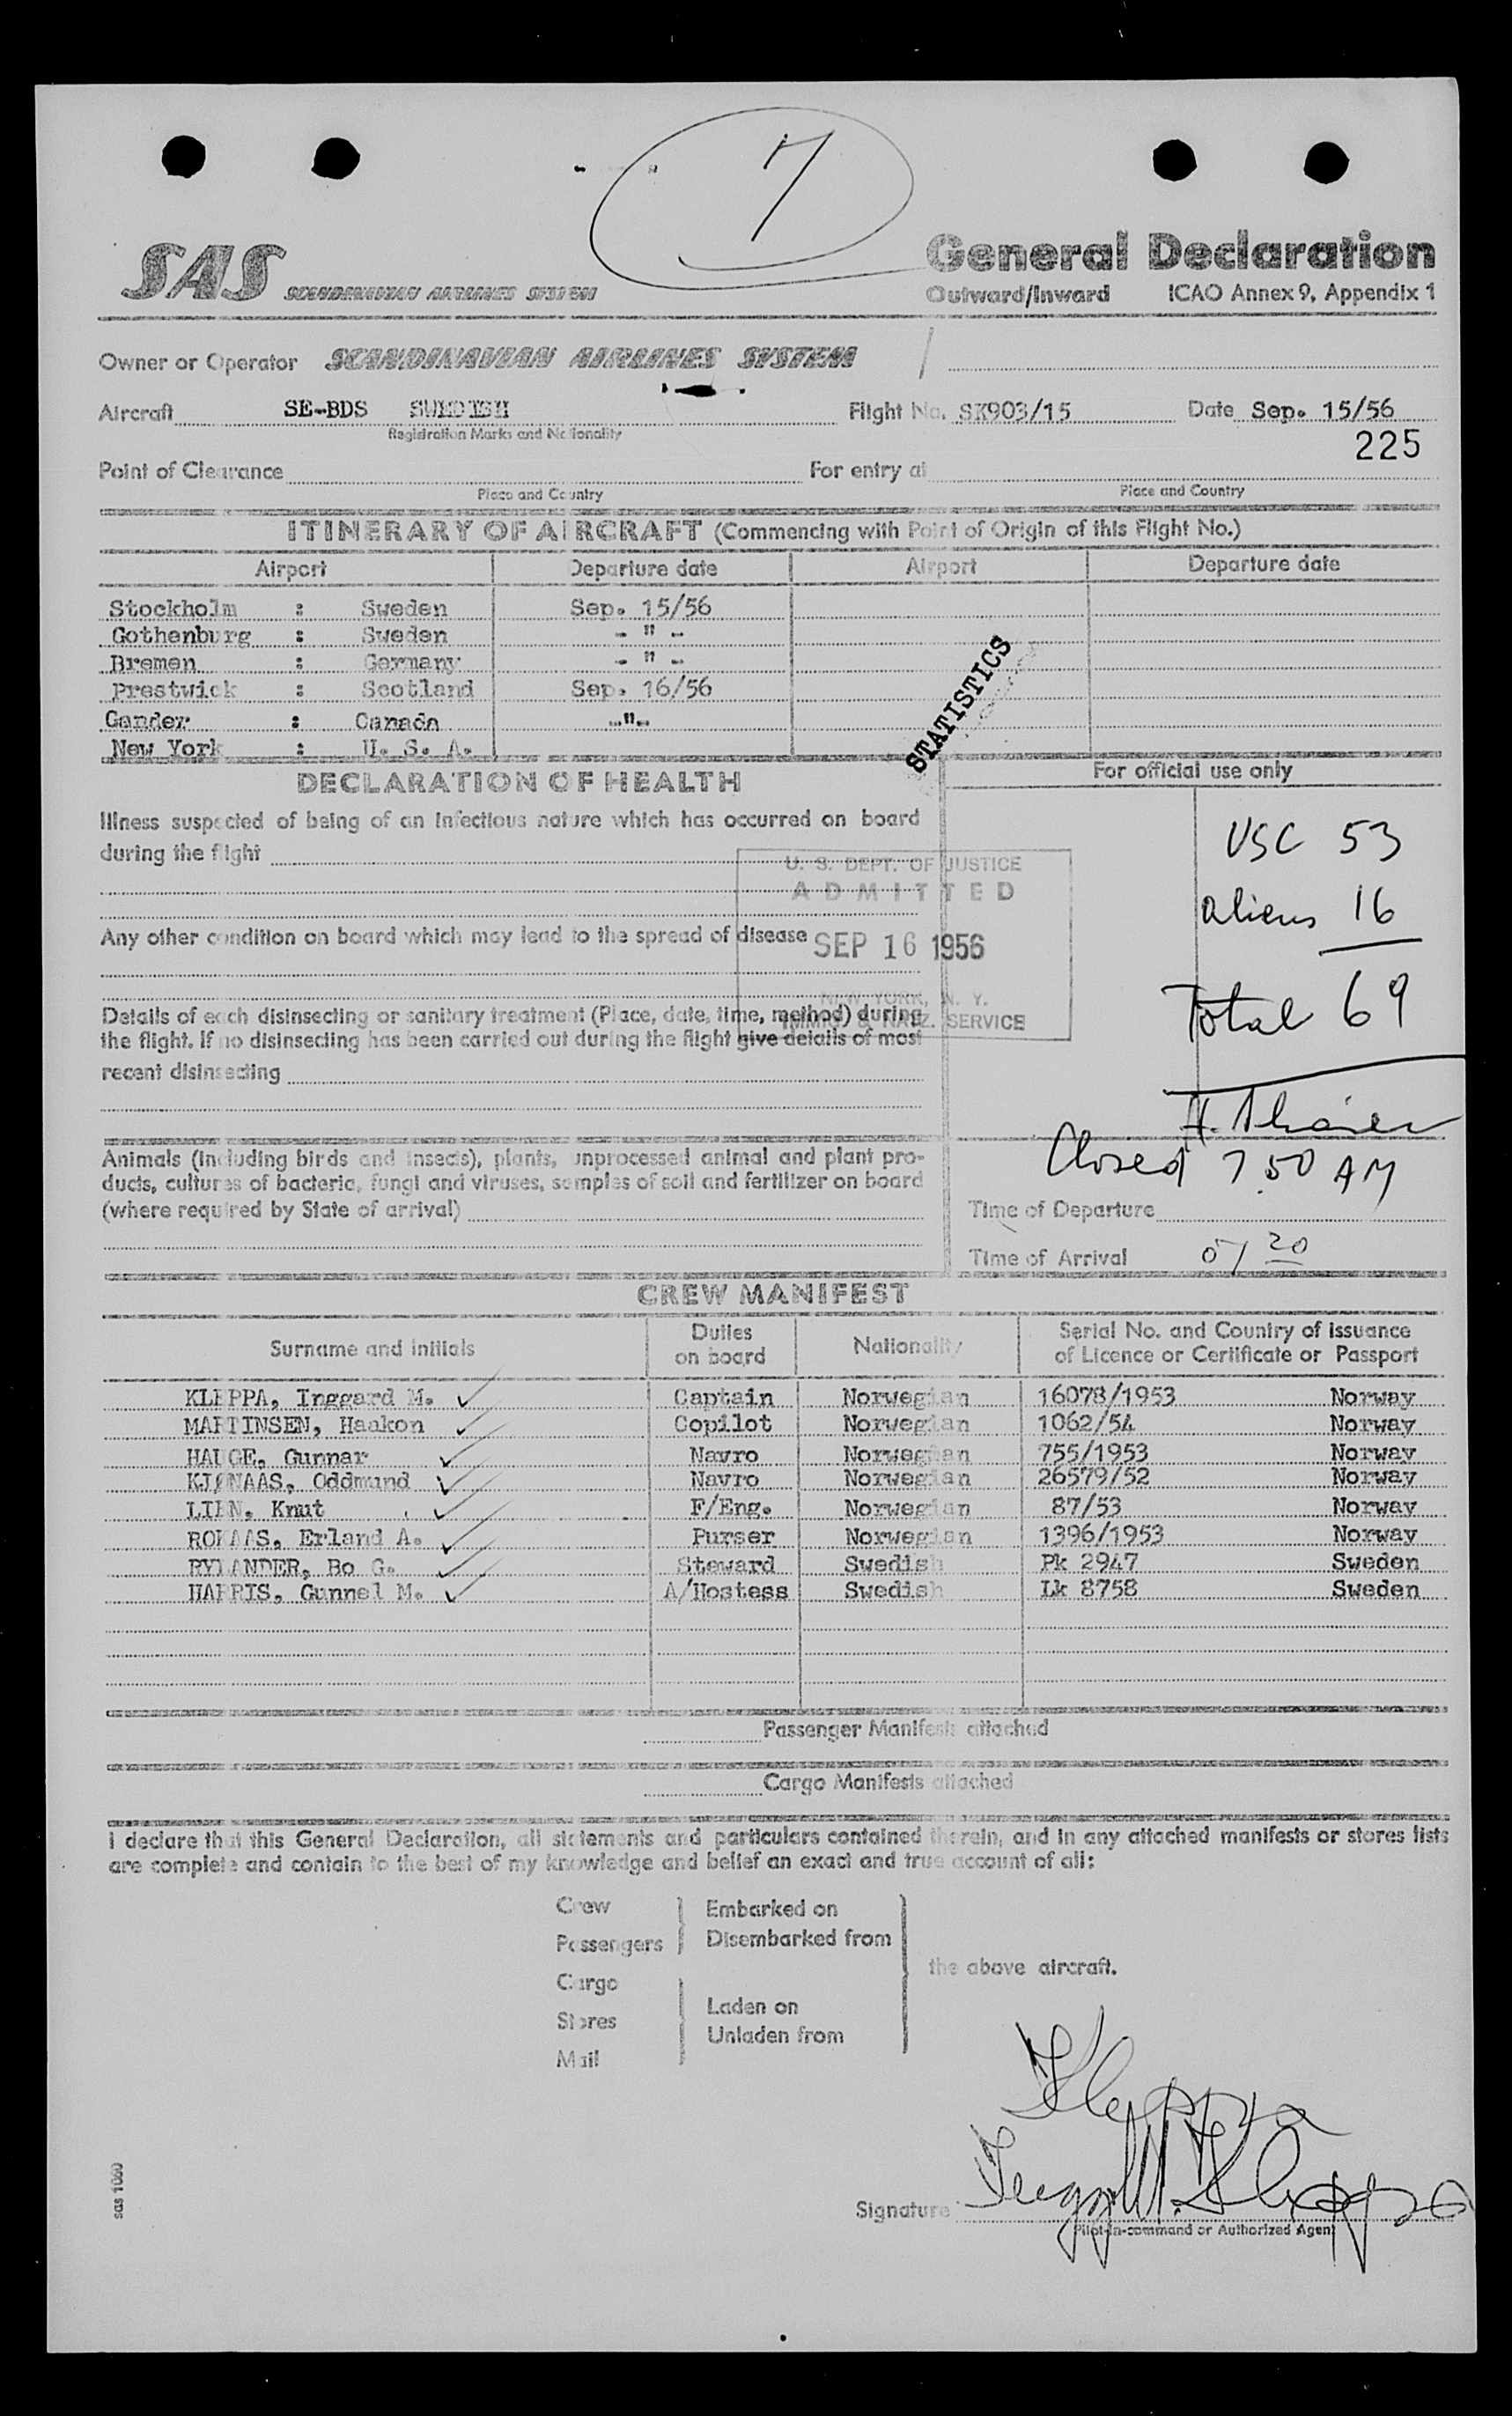 7
SAS SCANDINAVIAN AIRLINES SYSTEM
General Declaration
Outward/Inward ICAO Annex 9, Appendix 1
Owner or Operator SCANDINAVIAN AIRLINES SYSTEM
Aircraft SE-BDS SWEDISH Flight No. SK903/15 Date Sep. 15/56
Registration Marks and Nationality
225
Point of Clearance For entry at
Place and Country Place and Country
ITINERARY OF AIRCRAFT (Commencing with Point of Origin of this Flight No.)
Airport Departure date Airport Departure date
Stockholm : Sweden Sep. 15/56
Gothenburg : Sweden - " -
Bremen : Germany - " -
Prestwick : Scotland Sep. 16/56
Gander : Canada -"-
New York : U. S. A.
STATISTICS
DECLARATION OF HEALTH
Illness suspected of being of an infectious nature which has occurred on board
during the flight
Any other condition on board which may lead to the spread of disease
Details of each disinsecting or sanitary treatment (Place, date, time, method) during
the flight. If no disinsecting has been carried out during the flight give details of most
recent disinsecting
U. S. DEPT. OF JUSTICE
ADMITTED
SEP 16 1956
NEW YORK, N. Y.
IMMIG. & NATZ. SERVICE
Animals (including birds and insects), plants, unprocessed animal and plant pro-
ducts, cultures of bacteria, fungi and viruses, samples of soil and fertilizer on board
(where required by State of arrival)
For official use only
USC 53
aliens 16
Total 69
Closed 7 50 AM
Time of Departure
Time of Arrival 07 20
CREW MANIFEST
Surname and initials Duties on board Nationality Serial No. and Country of issuance of Licence or Certificate or Passport
KLEPPA, Inggard M. Captain Norwegian 16078/1953 Norway
MARTINSEN, Haakon Copilot Norwegian 1062/54 Norway
HAUGE, Gunnar Navro Norwegian 755/1953 Norway
KJØNAAS, Oddmund Navro Norwegian 26579/52 Norway
LIEN, Knut F/Eng. Norwegian 87/53 Norway
ROKAAS, Erland A. Purser Norwegian 1396/1953 Norway
RYLANDER, Bo G. Steward Swedish Pk 2947 Sweden
HARRIS, Gunnel M. A/Hostess Swedish Lk 8758 Sweden
Passenger Manifests attached
Cargo Manifests attached
I declare that this General Declaration, all statements and particulars contained therein, and in any attached manifests or stores lists
are complete and contain to the best of my knowledge and belief an exact and true account of all:
Crew
Passengers
Embarked on
Disembarked from
Cargo
Stores
Mail
Laden on
Unladen from
the above aircraft.
Kleppa
Signature Inggard M. Kleppa
Pilot-in-command or Authorized Agent
sas 1080